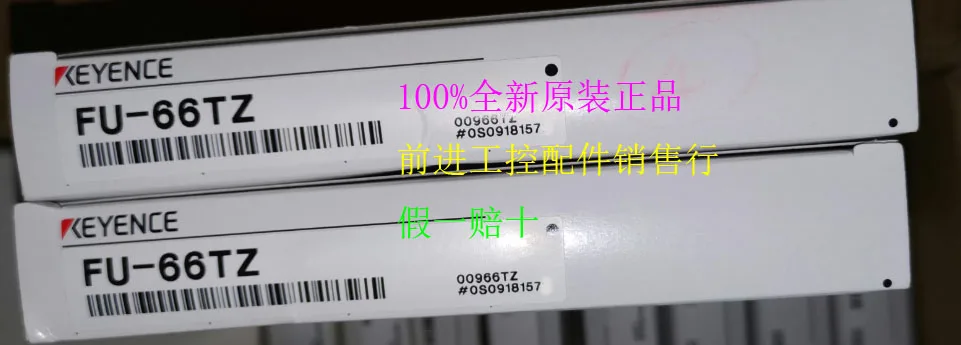 KEYENCE
FU-66TZ
00966TZ
#0S0918157
100%全新原装正品
前进工控配件销售行
假一赔十
KEYENCE
FU-66TZ
00966TZ
#0S0918157